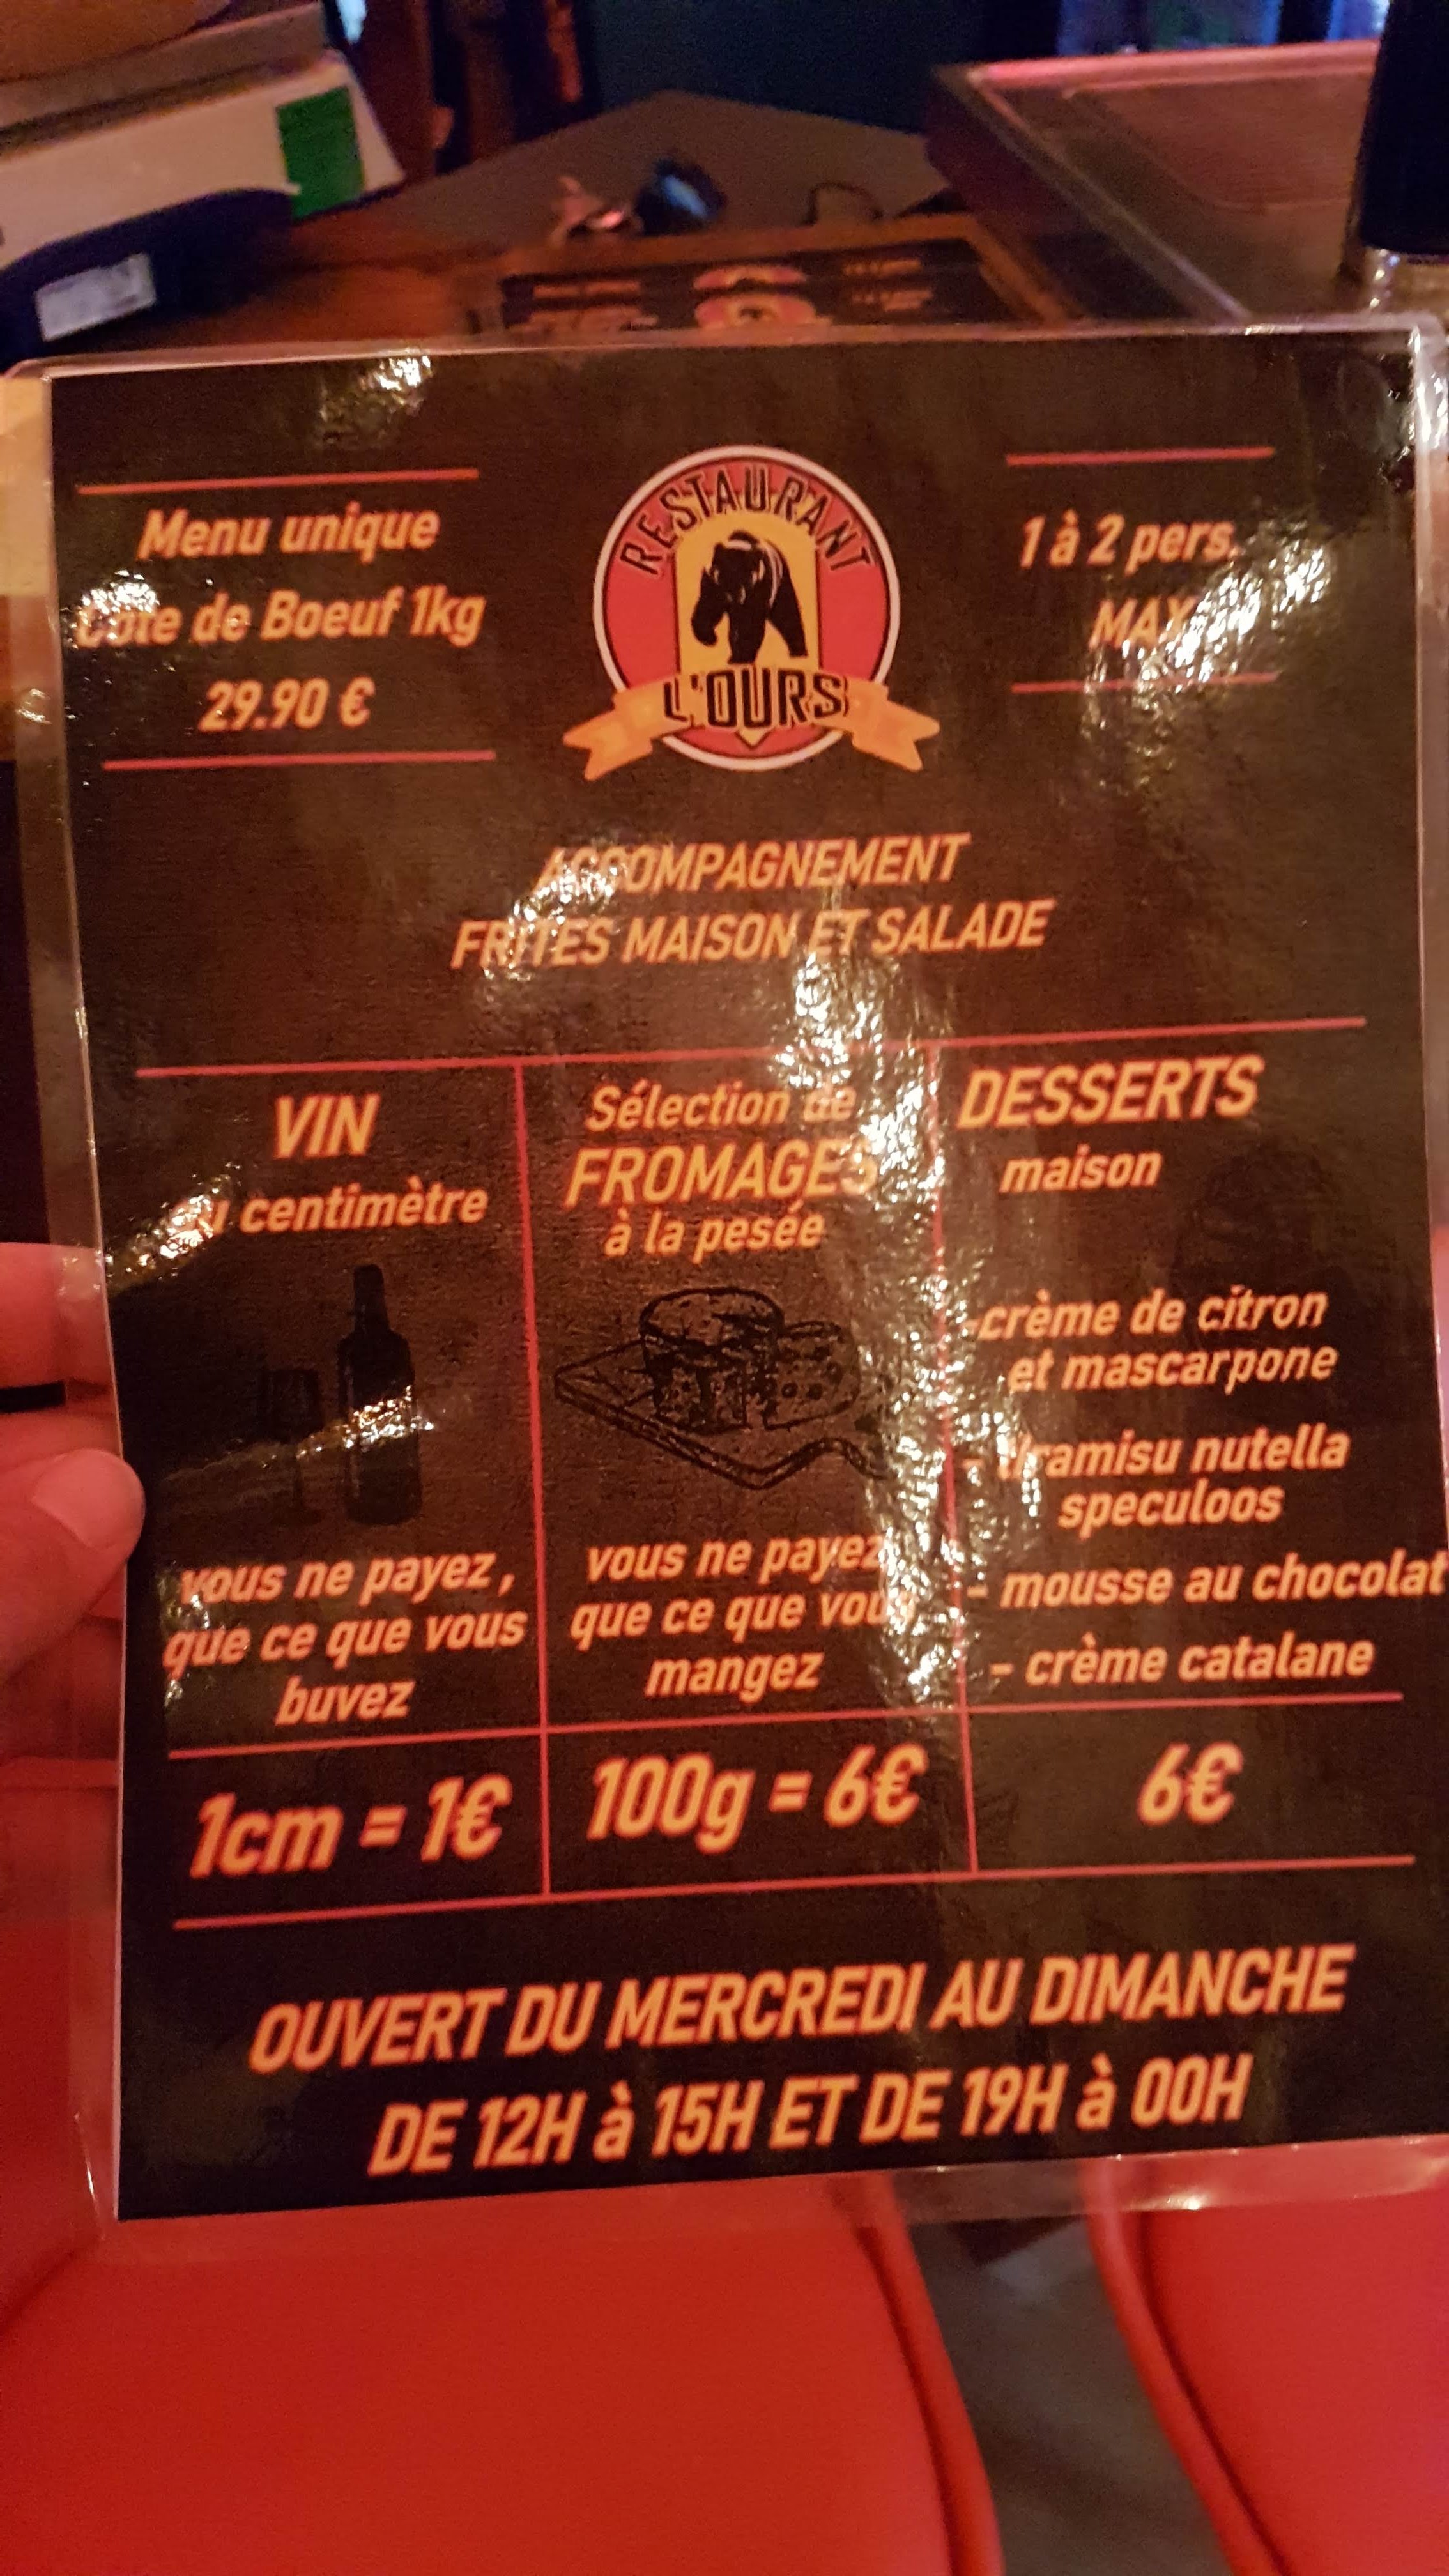 RESTAURANT
L'OURS
Menu unique
Côte de Boeuf 1kg
29.90 €
1 à 2 pers.
MAX
ACCOMPAGNEMENT
FRITES MAISON ET SALADE
VIN
au centimètre
vous ne payez,
que ce que vous
buvez
1cm = 1€
Sélection de
FROMAGES
à la pesée
vous ne payez
que ce que vous
mangez
100g = 6€
DESSERTS
maison
-crème de citron
et mascarpone
- tiramisu nutella
speculoos
- mousse au chocolat
- crème catalane
6€
OUVERT DU MERCREDI AU DIMANCHE
DE 12H à 15H ET DE 19H à 00H